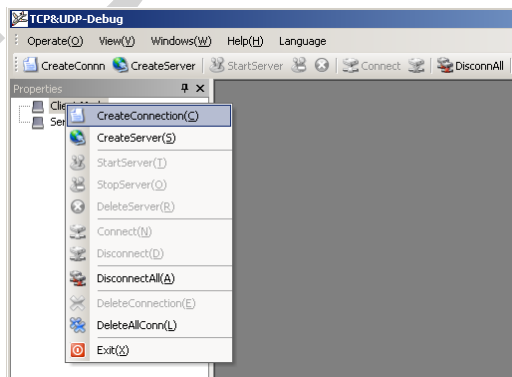 TCP&UDP-Debug
Operate(O) View(V) Windows(W) Help(H) Language
CreateConnn CreateServer StartServer Connect DisconnAll
Properties
CreateConnection(C)
CreateServer(S)
StartServer(T)
StopServer(O)
DeleteServer(R)
Connect(N)
Disconnect(D)
DisconnectAll(A)
DeleteConnection(E)
DeleteAllConn(L)
Exit(X)